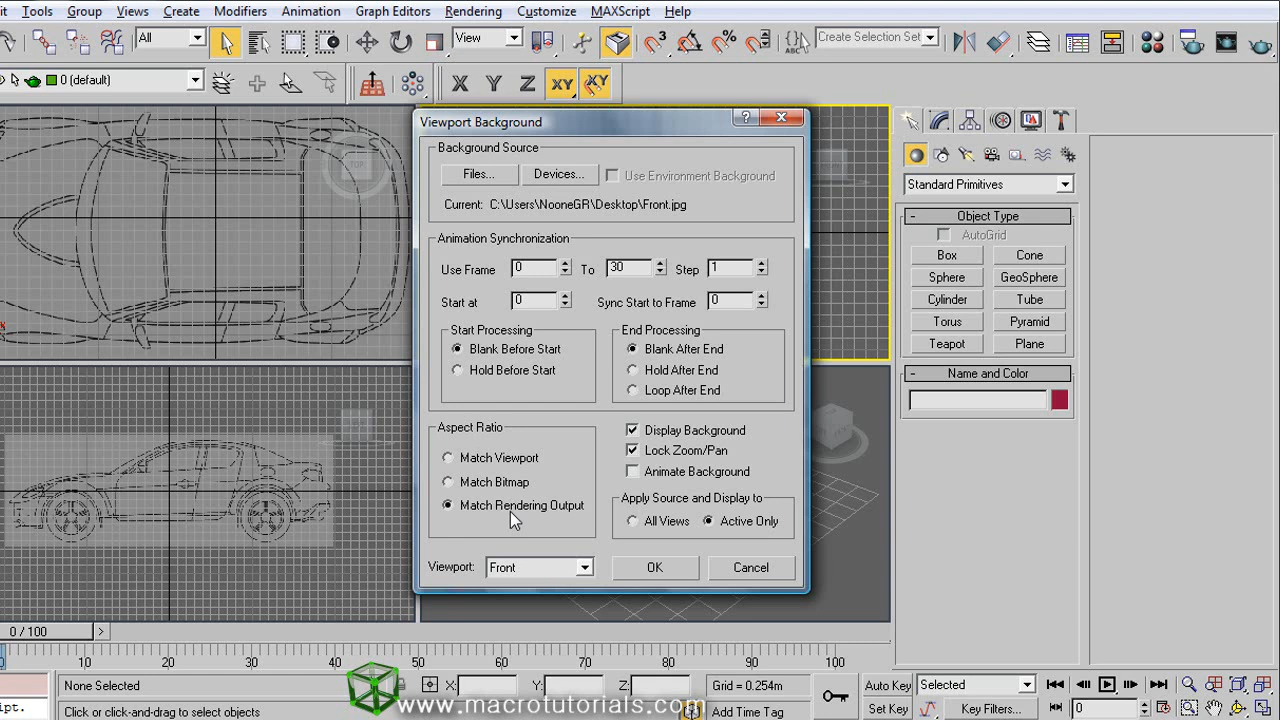 Tools Group Views Create Modifiers Animation Graph Editors Rendering Customize MAXScript Help
All View Create Selection Set
0 (default) X Y Z XY XY
Viewport Background
Background Source
Files... Devices... Use Environment Background
Current: C:\Users\NooneGR\Desktop\Front.jpg
Animation Synchronization
Use Frame 0 To 30 Step 1
Start at 0 Sync Start to Frame 0
Start Processing
Blank Before Start
Hold Before Start
End Processing
Blank After End
Hold After End
Loop After End
Aspect Ratio
Match Viewport
Match Bitmap
Match Rendering Output
Display Background
Lock Zoom/Pan
Animate Background
Apply Source and Display to
All Views Active Only
Viewport: Front OK Cancel
TOP
Standard Primitives
- Object Type
AutoGrid
Box Cone
Sphere GeoSphere
Cylinder Tube
Torus Pyramid
Teapot Plane
- Name and Color
0 / 100 >
10 20 30 40 50 60 70 80 90 100
None Selected X: Y: Z: Grid = 0.254m Auto Key Selected
ipt. Click or click-and-drag to select objects Add Time Tag Set Key Key Filters... 0
www.macrotutorials.com